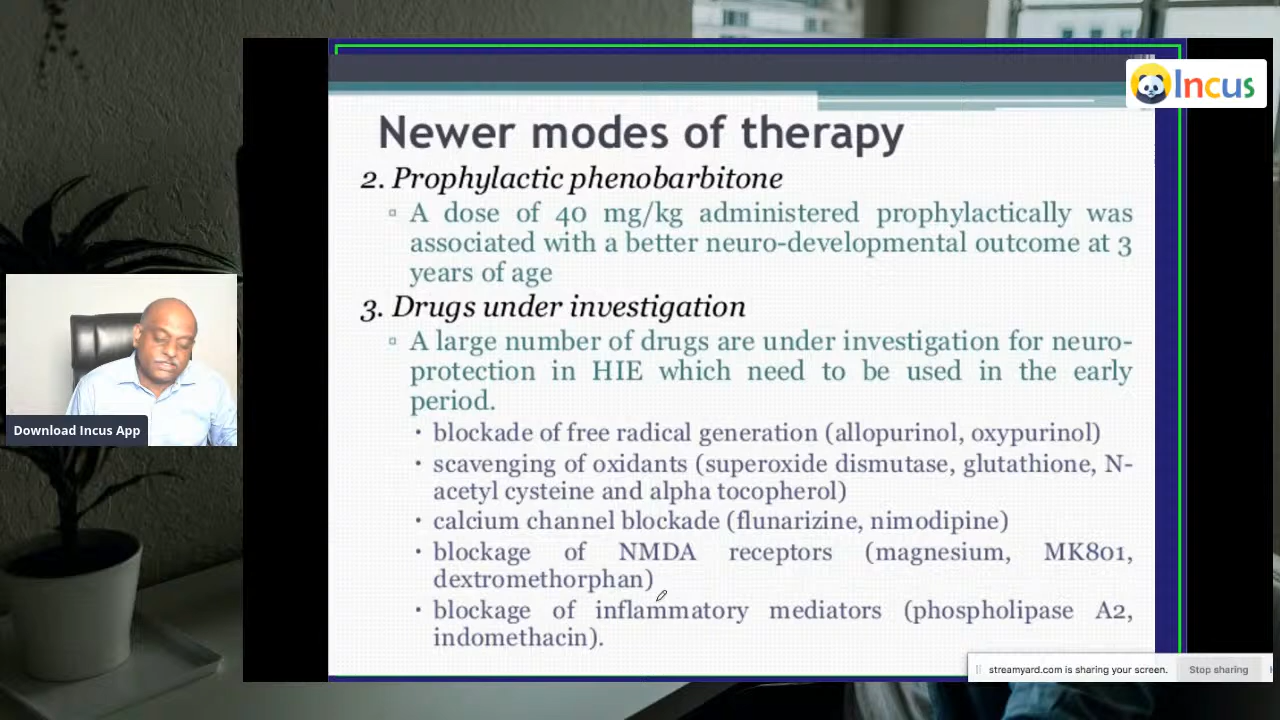 Incus
Newer modes of therapy
2. Prophylactic phenobarbitone
▫ A dose of 40 mg/kg administered prophylactically was
associated with a better neuro-developmental outcome at 3
years of age
3. Drugs under investigation
▫ A large number of drugs are under investigation for neuro-
protection in HIE which need to be used in the early
period.
• blockade of free radical generation (allopurinol, oxypurinol)
• scavenging of oxidants (superoxide dismutase, glutathione, N-
acetyl cysteine and alpha tocopherol)
• calcium channel blockade (flunarizine, nimodipine)
• blockage of NMDA receptors (magnesium, MK801,
dextromethorphan)
• blockage of inflammatory mediators (phospholipase A2,
indomethacin).
Download Incus App
streamyard.com is sharing your screen. Stop sharing